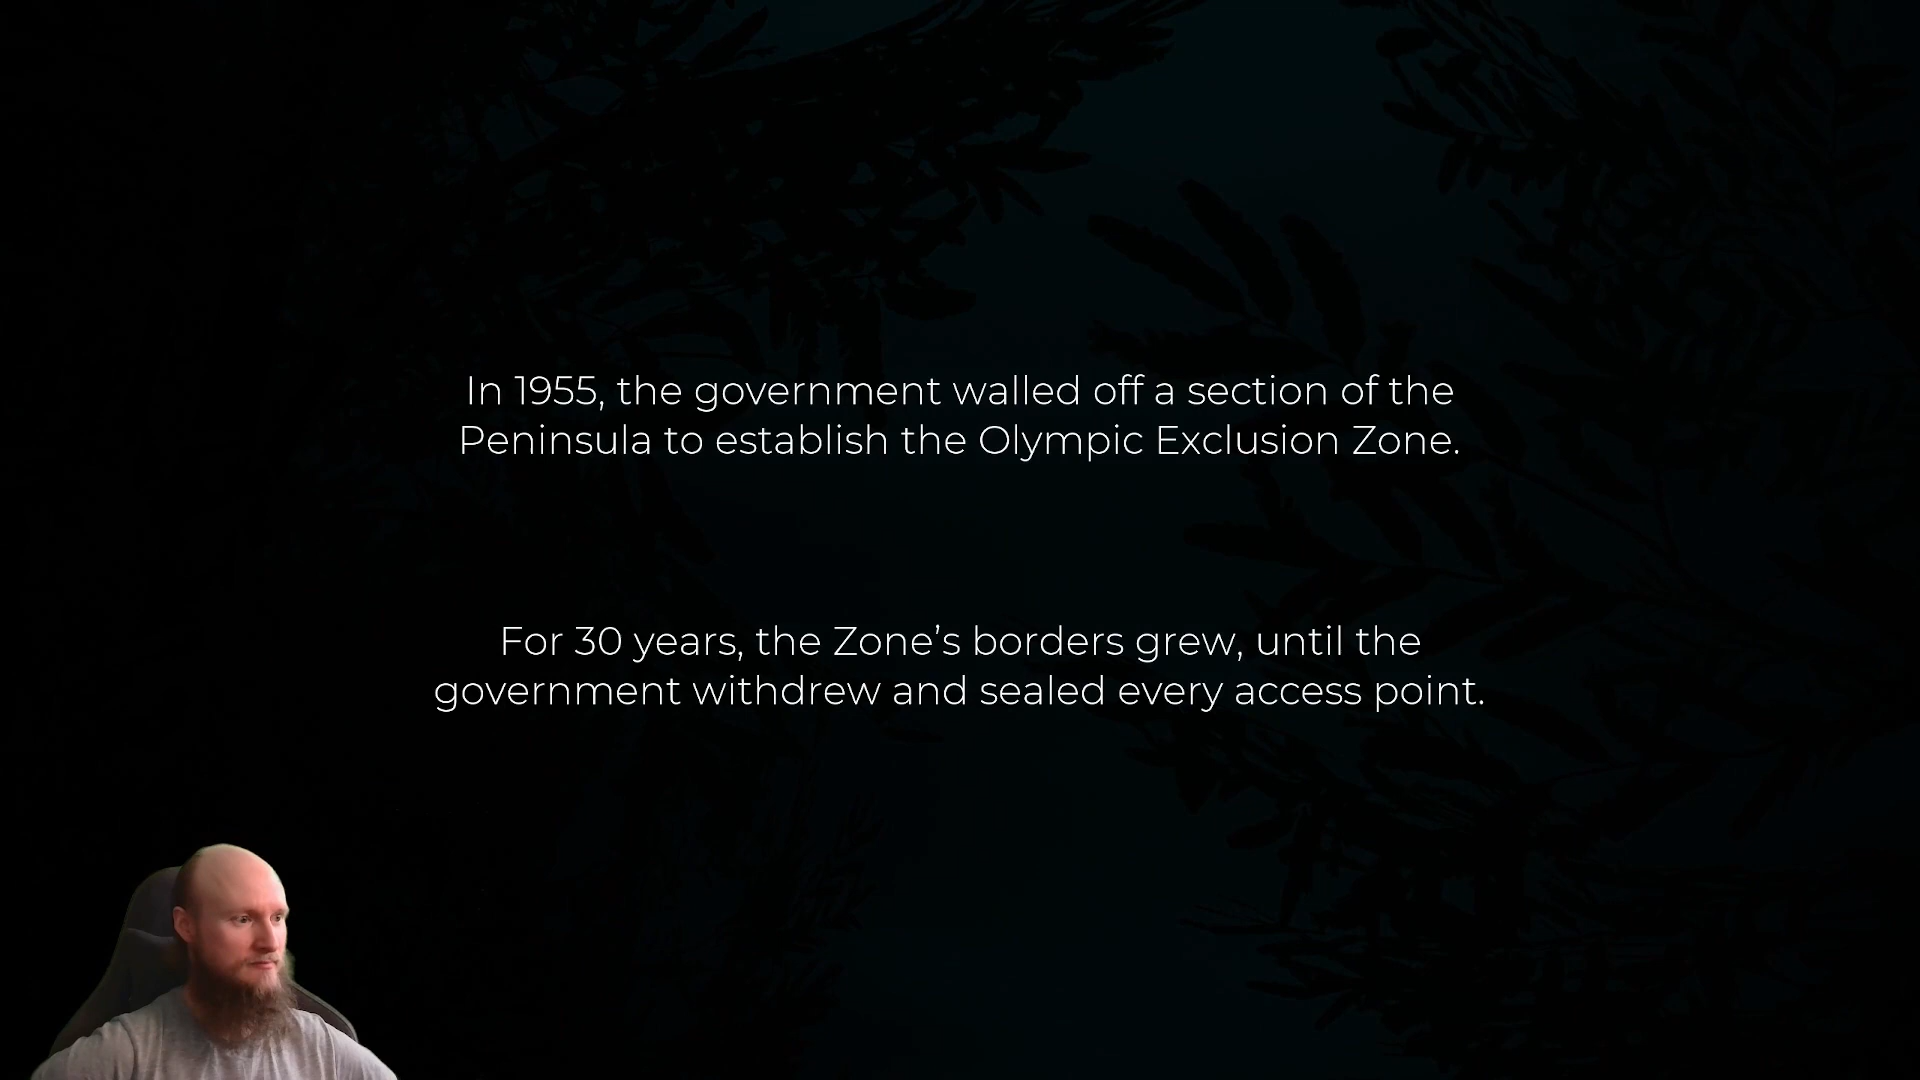 In 1955, the government walled off a section of the
Peninsula to establish the Olympic Exclusion Zone.
For 30 years, the Zone’s borders grew, until the
government withdrew and sealed every access point.